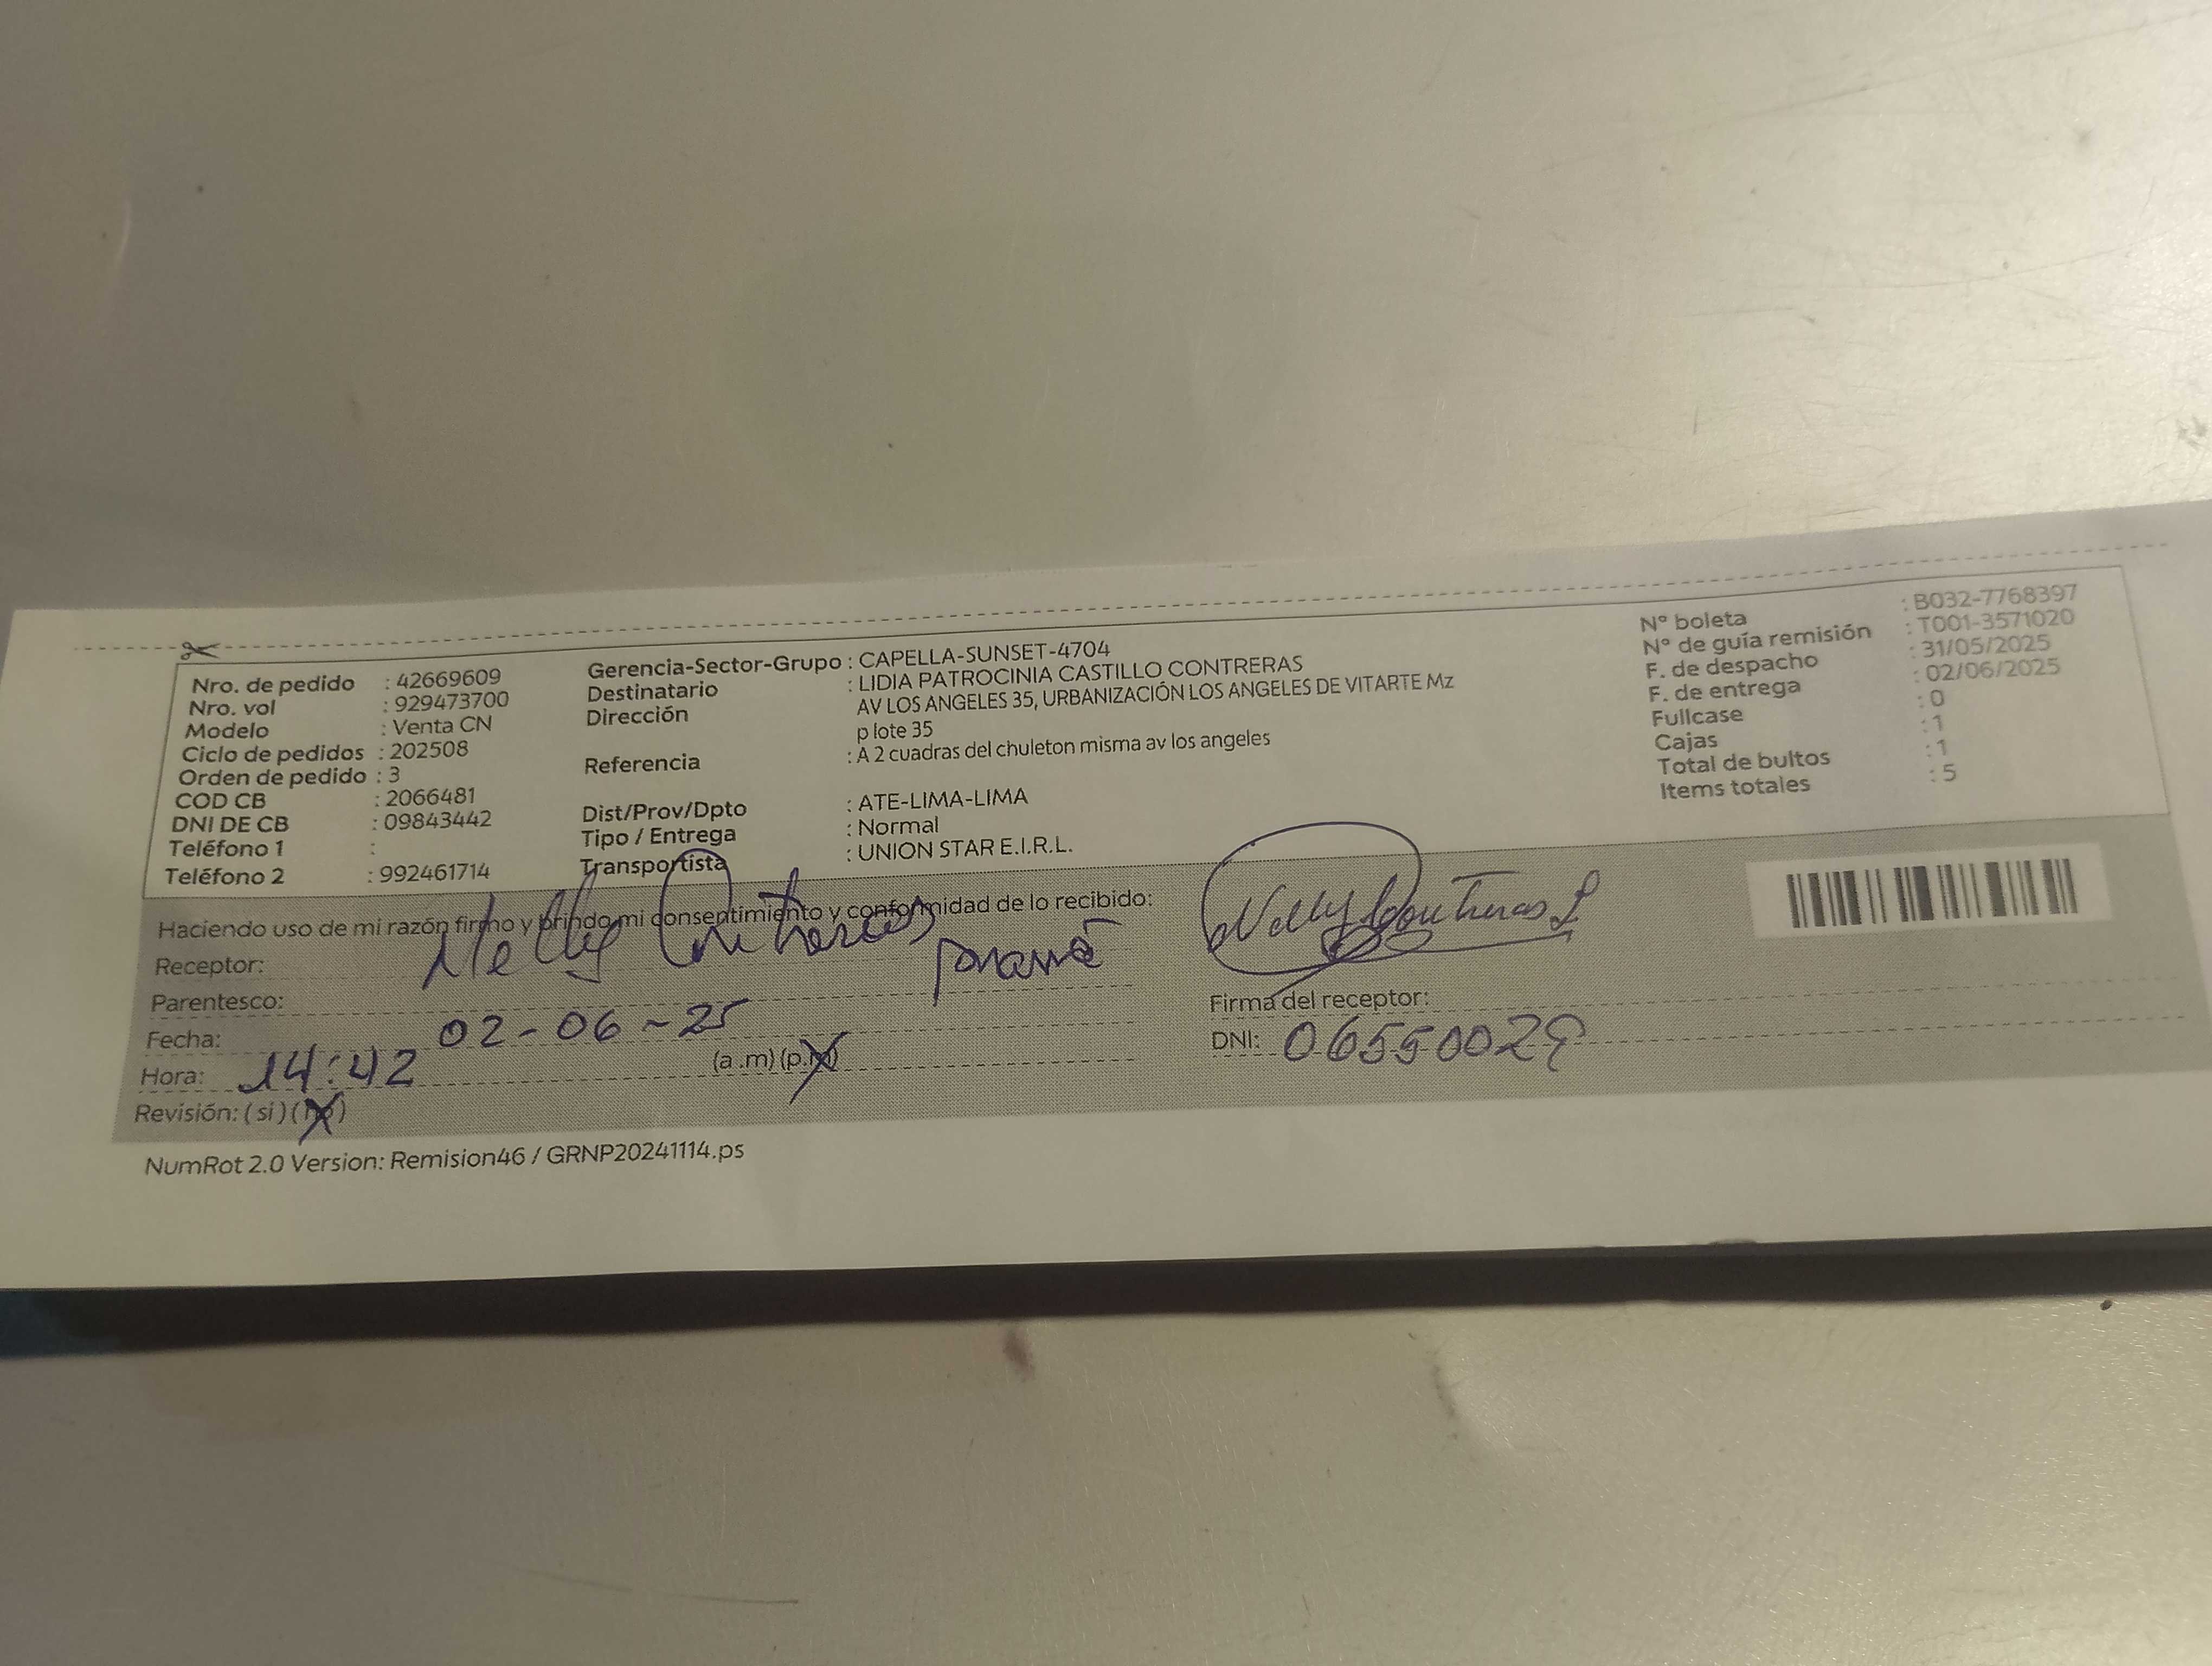 Nro. de pedido : 42669609
Nro. vol : 929473700
Modelo : Venta CN
Ciclo de pedidos : 202508
Orden de pedido : 3
COD CB : 2066481
DNI DE CB : 09843442
Teléfono 1 :
Teléfono 2 : 992461714
Gerencia-Sector-Grupo : CAPELLA-SUNSET-4704
Destinatario : LIDIA PATROCINIA CASTILLO CONTRERAS
Dirección AV LOS ANGELES 35, URBANIZACIÓN LOS ANGELES DE VITARTE Mz
p lote 35
Referencia : A 2 cuadras del chuleton misma av los angeles
Dist/Prov/Dpto : ATE-LIMA-LIMA
Tipo / Entrega : Normal
Transportista : UNION STAR E.I.R.L.
N° boleta : B032-7768397
N° de guía remisión : T001-3571020
F. de despacho : 31/05/2025
F. de entrega : 02/06/2025
Fullcase : 0
Cajas : 1
Total de bultos : 1
Items totales : 5
Haciendo uso de mi razón firmo y brindo mi consentimiento y conformidad de lo recibido:
Receptor: Nelly Contreras
Parentesco: mamá
Fecha: 02-06-25
Hora: 14:42 (a.m) (p.m)
Revisión: (si) (no)
Nelly Contreras L
Firma del receptor:
DNI: 06550029
NumRot 2.0 Version: Remision46 / GRNP20241114.ps